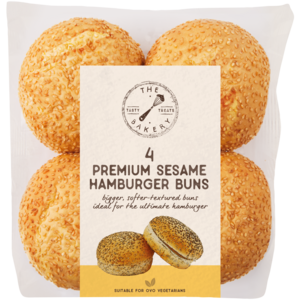 THE
TASTY TREATS
BAKERY
4
PREMIUM SESAME
HAMBURGER BUNS
bigger, softer-textured buns
ideal for the ultimate hamburger
SUITABLE FOR OVO VEGETARIANS